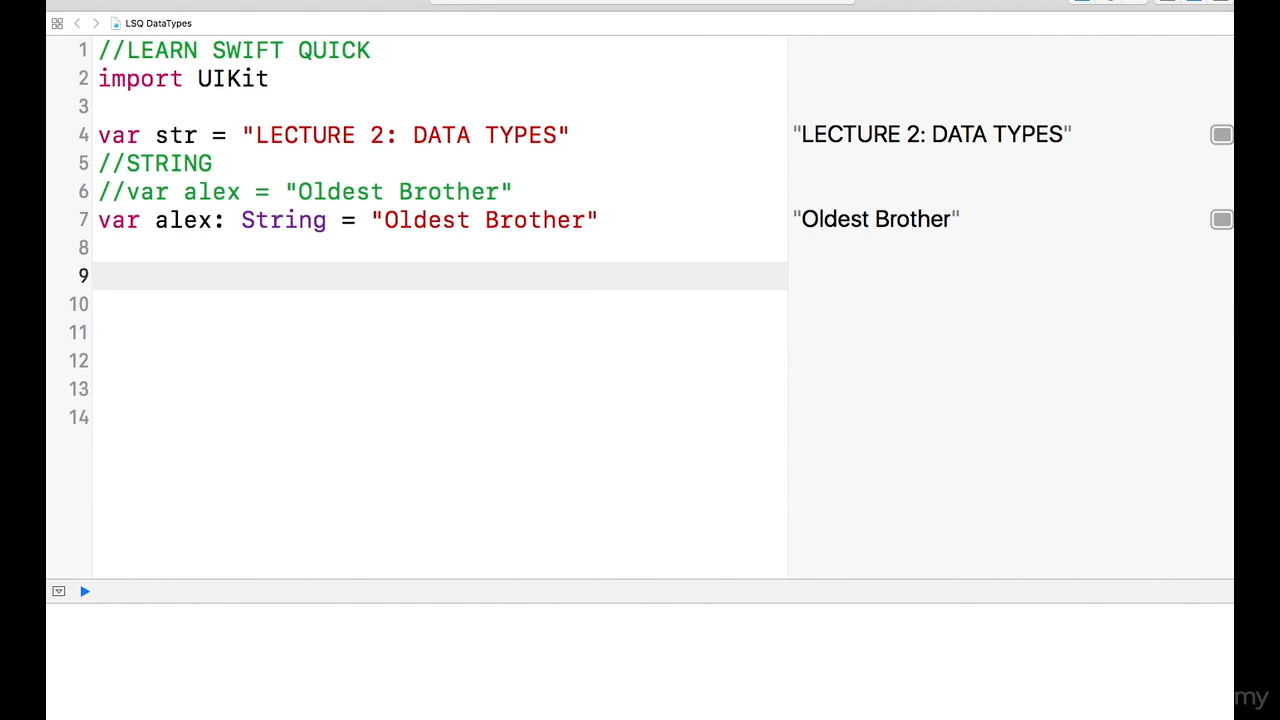 LSQ DataTypes
1 //LEARN SWIFT QUICK
2 import UIKit
3
4 var str = "LECTURE 2: DATA TYPES" "LECTURE 2: DATA TYPES"
5 //STRING
6 //var alex = "Oldest Brother"
7 var alex: String = "Oldest Brother" "Oldest Brother"
8
9
10
11
12
13
14
my